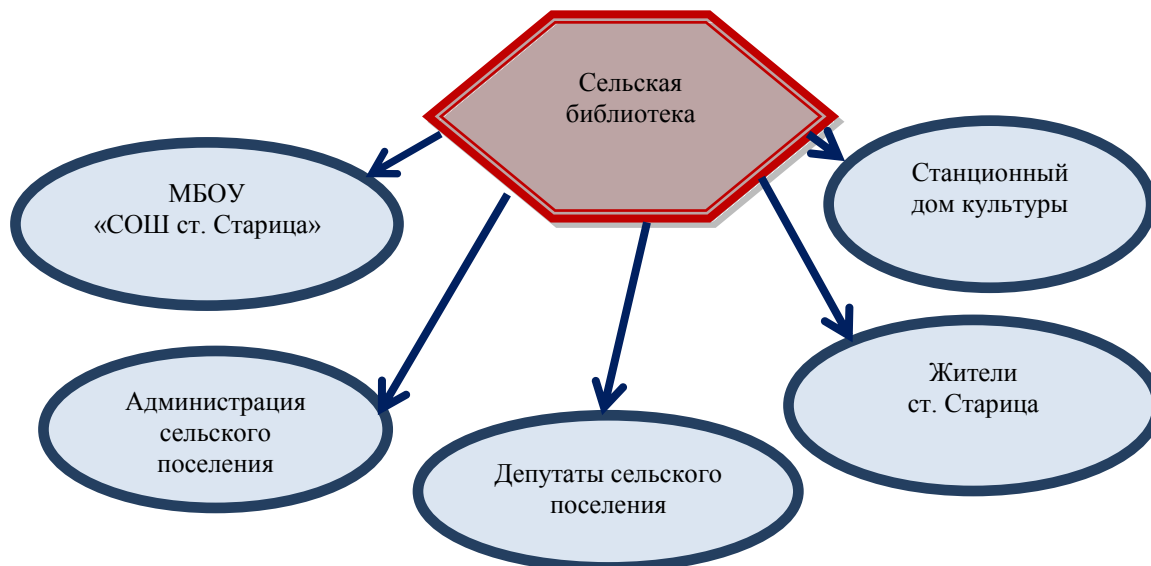 Сельская
библиотека
МБОУ
«СОШ ст. Старица»
Станционный
дом культуры
Администрация
сельского
поселения
Депутаты сельского
поселения
Жители
ст. Старица